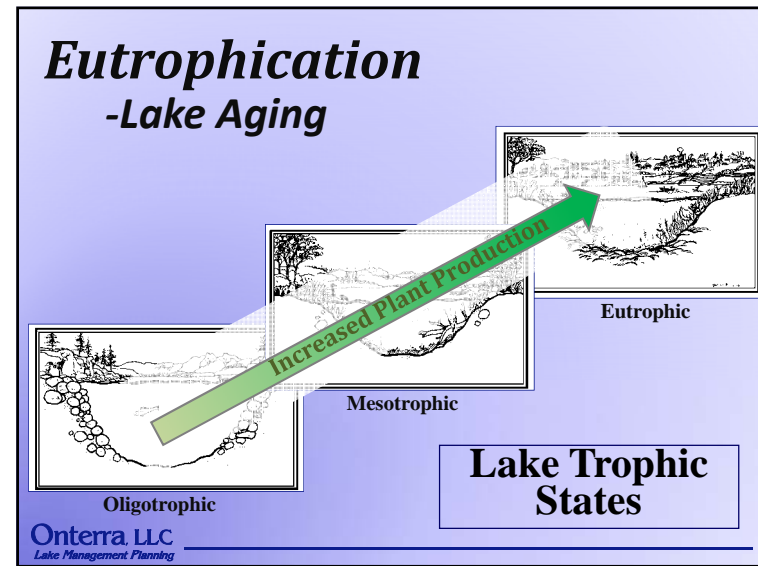 Eutrophication
-Lake Aging
Increased Plant Production
Eutrophic
Mesotrophic
Oligotrophic
Lake Trophic
States
Onterra, LLC
Lake Management Planning